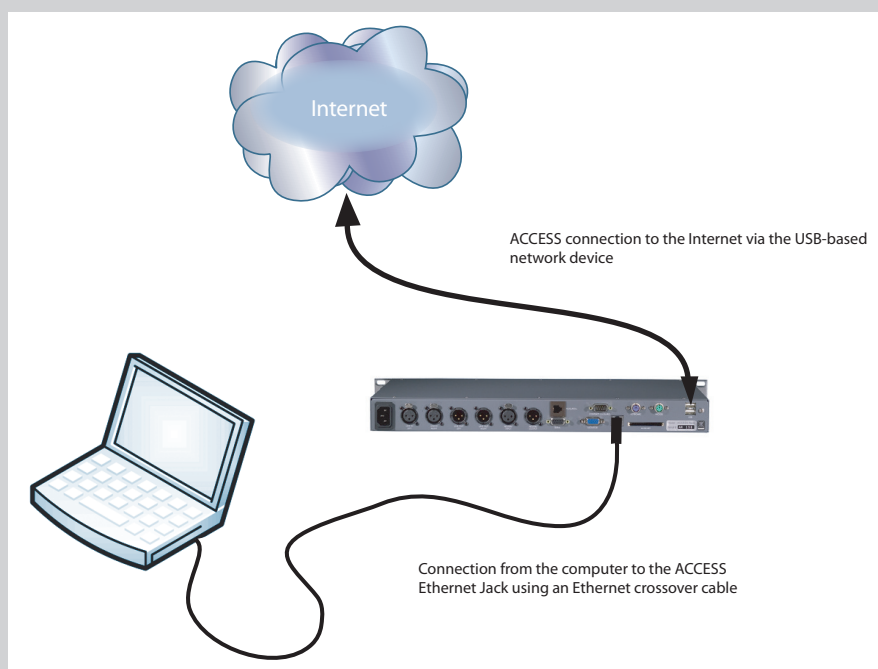 Internet
ACCESS connection to the Internet via the USB-based
network device
Connection from the computer to the ACCESS
Ethernet Jack using an Ethernet crossover cable